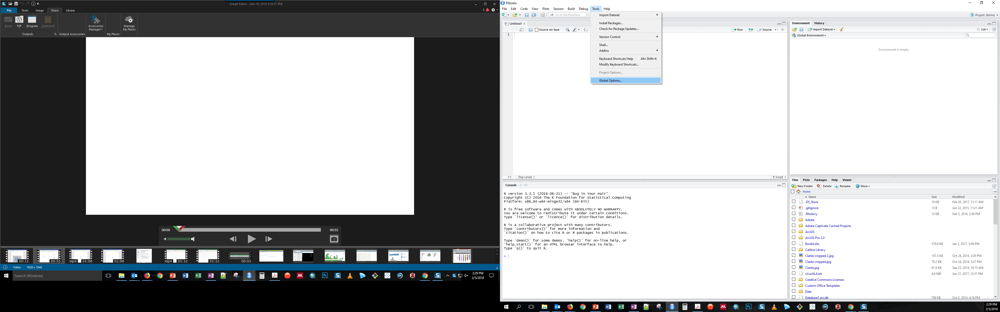 Snagit Editor - [Jan 19, 2018 3:29:37 PM]
File Tools Image Share Library
5
Email FTP Program Clipboard
Accessories Manager
Manage My Places
Outputs Output Accessories My Places
00:00 00:55
00:12
00:55
mp4 01:08
01:08
mp4 01:12
01:12
00:01
Video 1920 x 1040
Search Windows
2:29 PM
2/5/2018
RStudio
File Edit Code View Plots Session Build Debug Tools Help
Go to file/function
Project: (None)
Import Dataset
Install Packages...
Check for Package Updates...
Version Control
Shell...
Addins
Keyboard Shortcuts Help Alt+Shift+K
Modify Keyboard Shortcuts...
Project Options...
Global Options...
Untitled1
Source on Save
Run
Source
1
1:1 (Top Level)
R Script
Console ~/
R version 3.3.1 (2016-06-21) -- "Bug in Your Hair"
Copyright (C) 2016 The R Foundation for Statistical Computing
Platform: x86_64-w64-mingw32/x64 (64-bit)
R is free software and comes with ABSOLUTELY NO WARRANTY.
You are welcome to redistribute it under certain conditions.
Type 'license()' or 'licence()' for distribution details.
R is a collaborative project with many contributors.
Type 'contributors()' for more information and
'citation()' on how to cite R or R packages in publications.
Type 'demo()' for some demos, 'help()' for on-line help, or
'help.start()' for an HTML browser interface to help.
Type 'q()' to quit R.
>
Environment History
Import Dataset
List
Global Environment
Environment is empty
Files Plots Packages Help Viewer
New Folder Delete Rename More
Home
Name Size Modified
.DS_Store 10 KB Feb 20, 2017, 11:11 AM
.gitignore 13 B Jun 22, 2015, 11:21 AM
.Rhistory 13 KB Feb 5, 2018, 2:26 PM
Adobe
Adobe Captivate Cached Projects
ArcGIS
ArcGIS Pro 2.0
Book4.xlsx 570.8 KB Jan 2, 2017, 5:09 PM
Calibre Library
Clarke cropped 2.jpg 107.5 KB Oct 24, 2014, 3:29 PM
Clarke cropped.jpg 70.2 KB Oct 24, 2014, 3:27 PM
Clarke.jpg 61.8 KB Sep 23, 2014, 10:15 AM
clcurALA.txt 4.6 MB Jun 21, 2017, 12:51 PM
Creative Commons Licenses
Custom Office Templates
Data
Database1.accdb 700 KB Oct 2, 2014, 4:18 PM
2:29 PM
2/5/2018